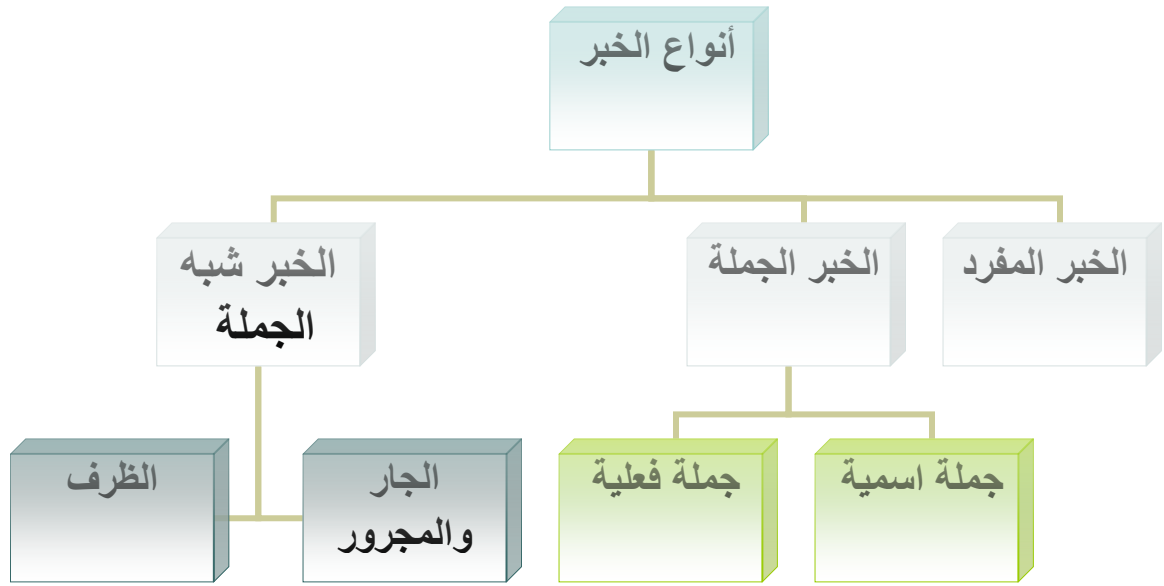 أنواع الخبر
الخبر المفرد
الخبر الجملة
الخبر شبه
الجملة
جملة اسمية
جملة فعلية
الجار
والمجرور
الظرف